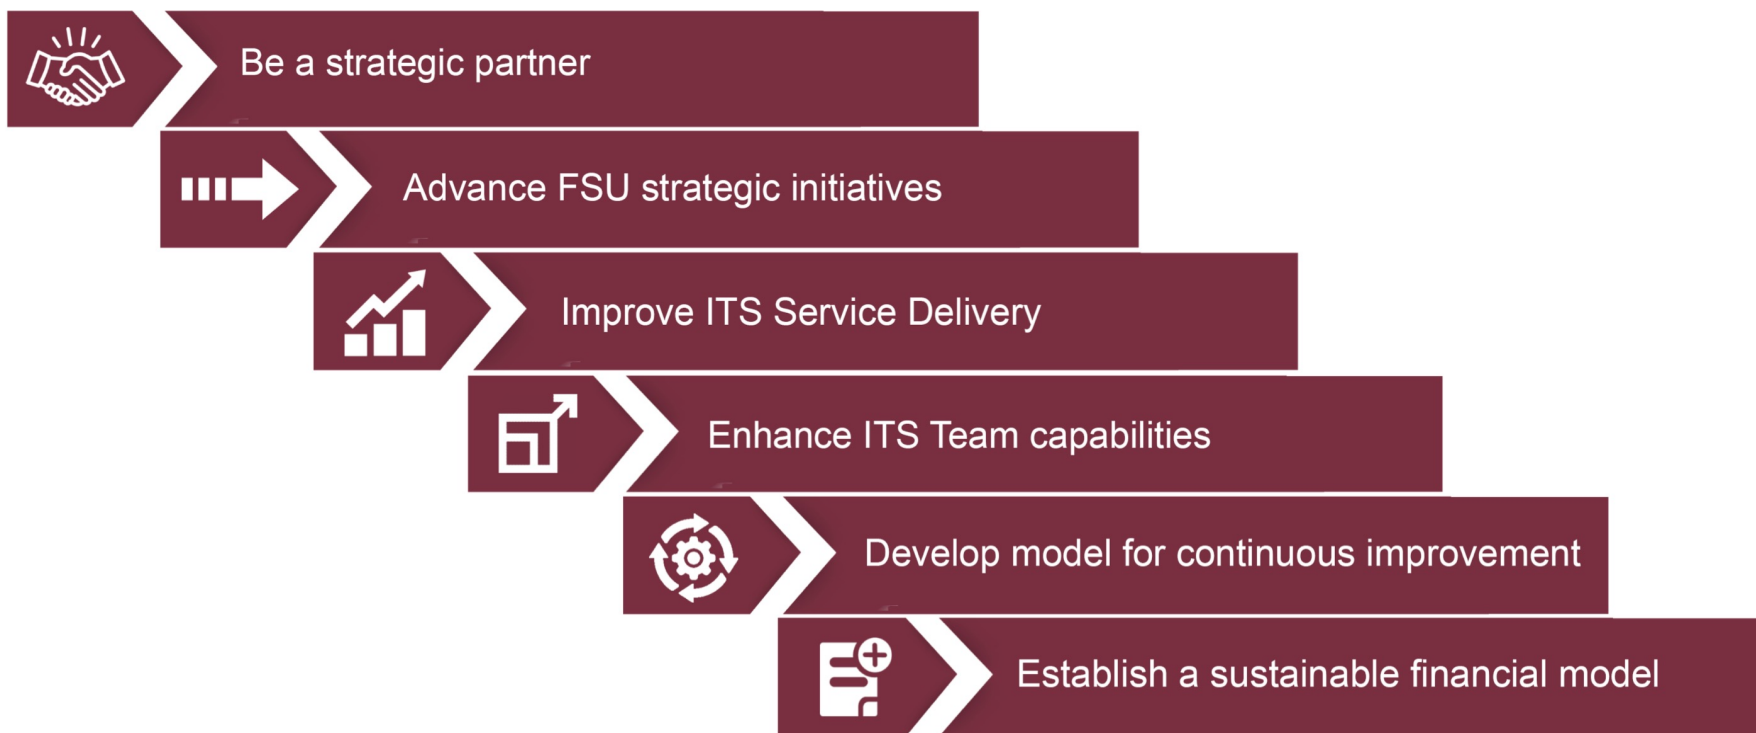 Be a strategic partner
Advance FSU strategic initiatives
Improve ITS Service Delivery
Enhance ITS Team capabilities
Develop model for continuous improvement
Establish a sustainable financial model